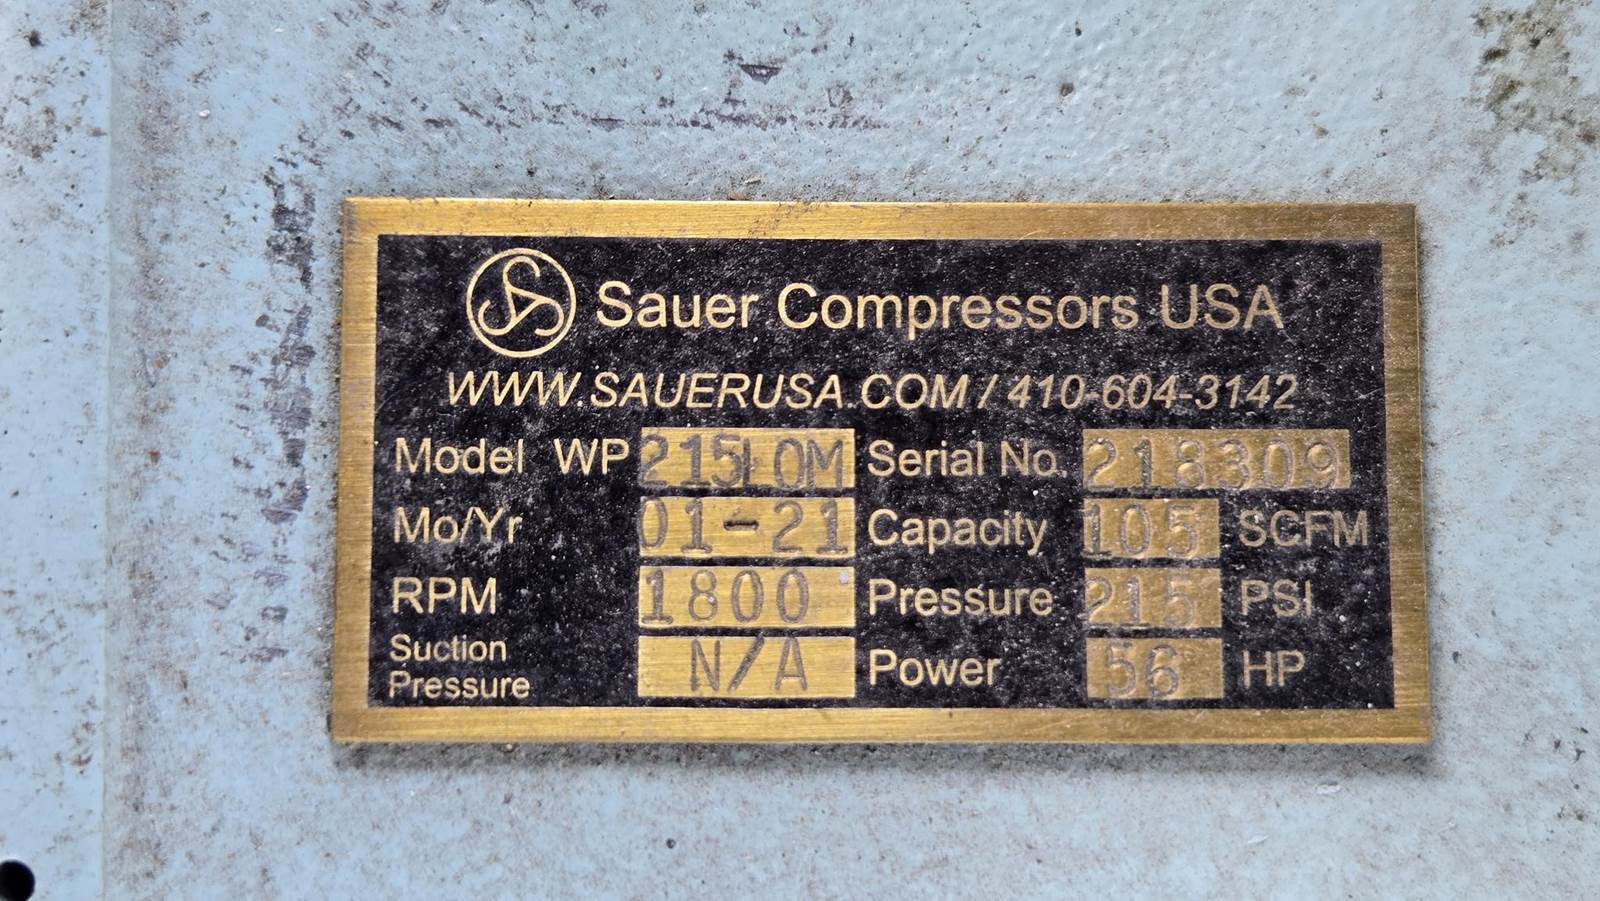 Sauer Compressors USA
WWW.SAUERUSA.COM / 410-604-3142
Model WP 215LOM Serial No. 218309
Mo/Yr 01-21 Capacity 105 SCFM
RPM 1800 Pressure 215 PSI
Suction Pressure N/A Power 56 HP